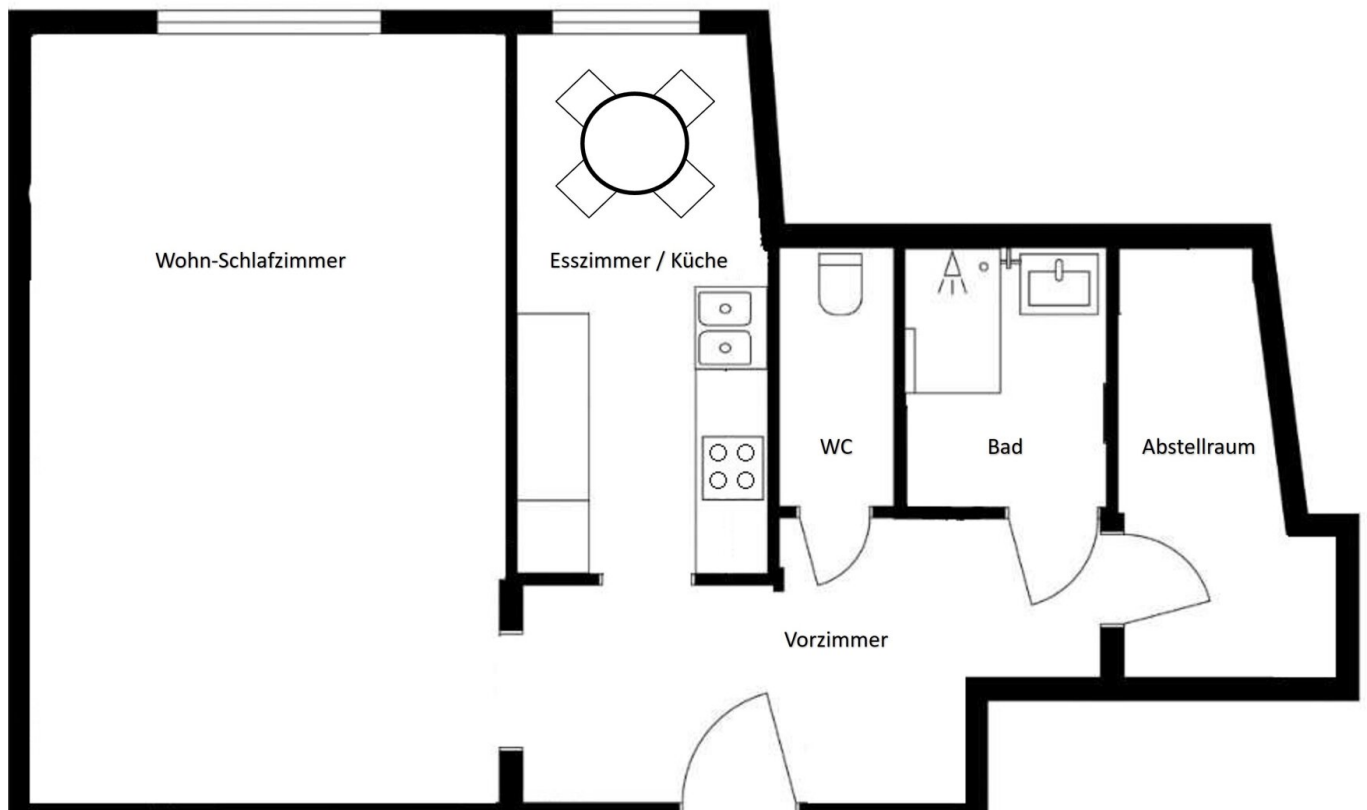 Wohn-Schlafzimmer
Esszimmer / Küche
WC
Bad
Abstellraum
Vorzimmer